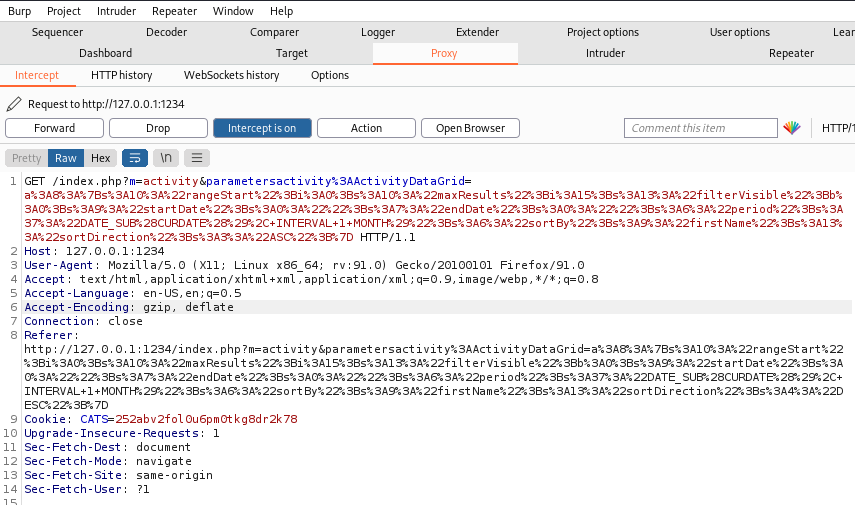 Burp Project Intruder Repeater Window Help
Sequencer Decoder Comparer Logger Extender Project options User options Lear
Dashboard Target Proxy Intruder Repeater
Intercept HTTP history WebSockets history Options
Request to http://127.0.0.1:1234
Forward Drop Intercept is on Action Open Browser Comment this item HTTP/1
Pretty Raw Hex \n
1 GET /index.php?m=activity&parametersactivity%3AActivityDataGrid=
a%3A8%3A%7Bs%3A10%3A%22rangeStart%22%3Bi%3A0%3Bs%3A10%3A%22maxResults%22%3Bi%3A15%3Bs%3A13%3A%22filterVisible%22%3Bb%
3A0%3Bs%3A9%3A%22startDate%22%3Bs%3A0%3A%22%22%3Bs%3A7%3A%22endDate%22%3Bs%3A0%3A%22%22%3Bs%3A6%3A%22period%22%3Bs%3A
37%3A%22DATE_SUB%28CURDATE%28%29%2C+INTERVAL+1+MONTH%29%22%3Bs%3A6%3A%22sortBy%22%3Bs%3A9%3A%22firstName%22%3Bs%3A13%
3A%22sortDirection%22%3Bs%3A3%3A%22ASC%22%3B%7D HTTP/1.1
2 Host: 127.0.0.1:1234
3 User-Agent: Mozilla/5.0 (X11; Linux x86_64; rv:91.0) Gecko/20100101 Firefox/91.0
4 Accept: text/html,application/xhtml+xml,application/xml;q=0.9,image/webp,*/*;q=0.8
5 Accept-Language: en-US,en;q=0.5
6 Accept-Encoding: gzip, deflate
7 Connection: close
8 Referer:
http://127.0.0.1:1234/index.php?m=activity&parametersactivity%3AActivityDataGrid=a%3A8%3A%7Bs%3A10%3A%22rangeStart%22
%3Bi%3A0%3Bs%3A10%3A%22maxResults%22%3Bi%3A15%3Bs%3A13%3A%22filterVisible%22%3Bb%3A0%3Bs%3A9%3A%22startDate%22%3Bs%3A
0%3A%22%22%3Bs%3A7%3A%22endDate%22%3Bs%3A0%3A%22%22%3Bs%3A6%3A%22period%22%3Bs%3A37%3A%22DATE_SUB%28CURDATE%28%29%2C+
INTERVAL+1+MONTH%29%22%3Bs%3A6%3A%22sortBy%22%3Bs%3A9%3A%22firstName%22%3Bs%3A13%3A%22sortDirection%22%3Bs%3A4%3A%22D
ESC%22%3B%7D
9 Cookie: CATS=252abv2fol0u6pm0tkg8dr2k78
10 Upgrade-Insecure-Requests: 1
11 Sec-Fetch-Dest: document
12 Sec-Fetch-Mode: navigate
13 Sec-Fetch-Site: same-origin
14 Sec-Fetch-User: ?1
15